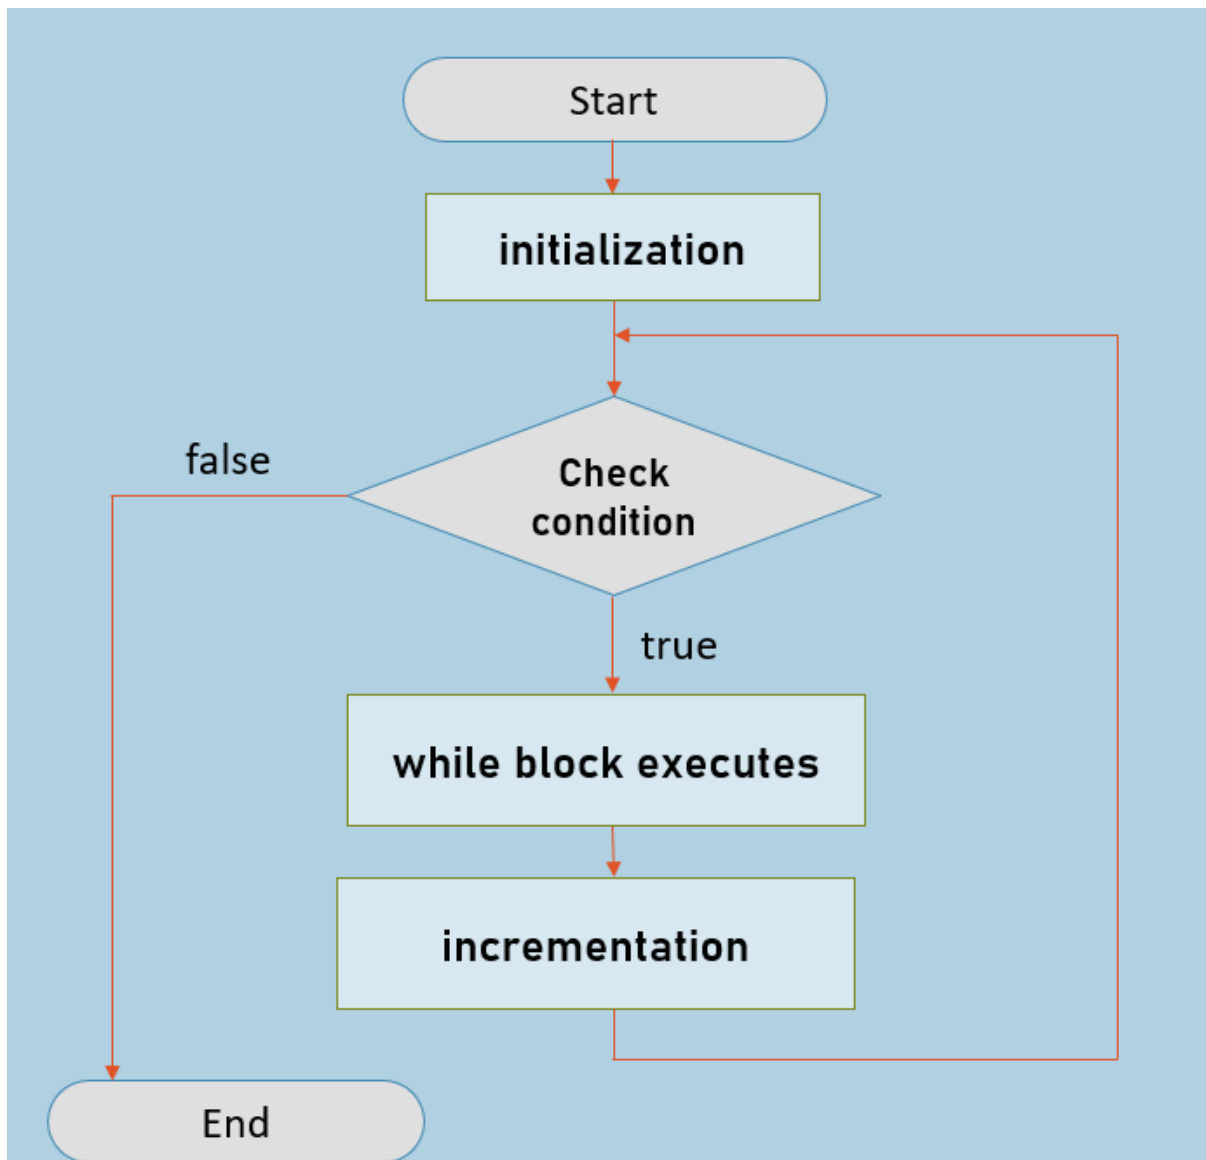 Start
initialization
false
Check
condition
true
while block executes
incrementation
End